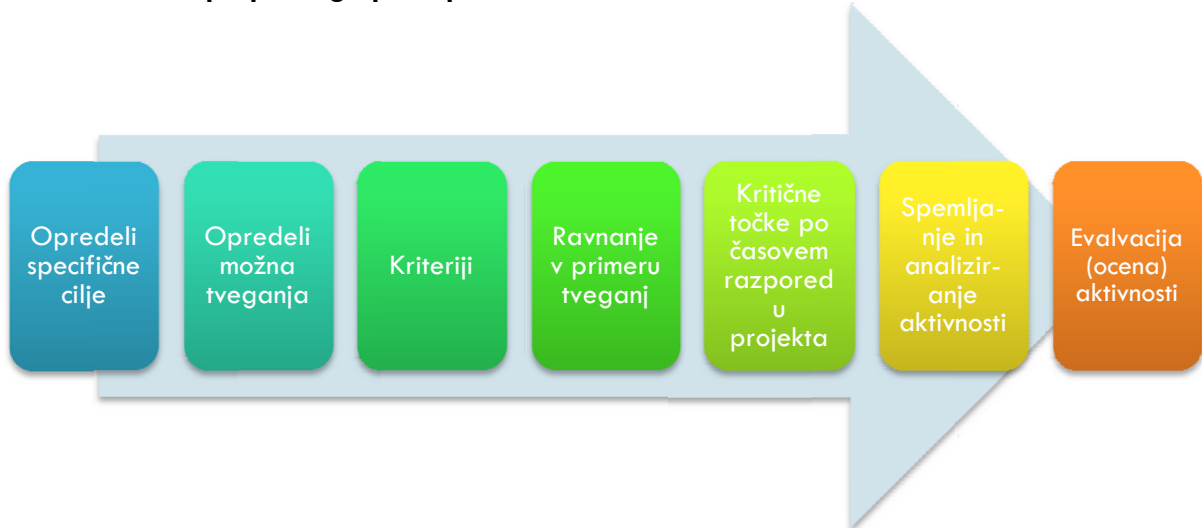 Opredeli
specifične
cilje
Opredeli
možna
tveganja
Kriteriji
Ravnanje
v primeru
tveganj
Kritične
točke po
časovem
razpored
u
projekta
Spemlja-
nje in
analizir-
anje
aktivnosti
Evalvacija
(ocena)
aktivnosti